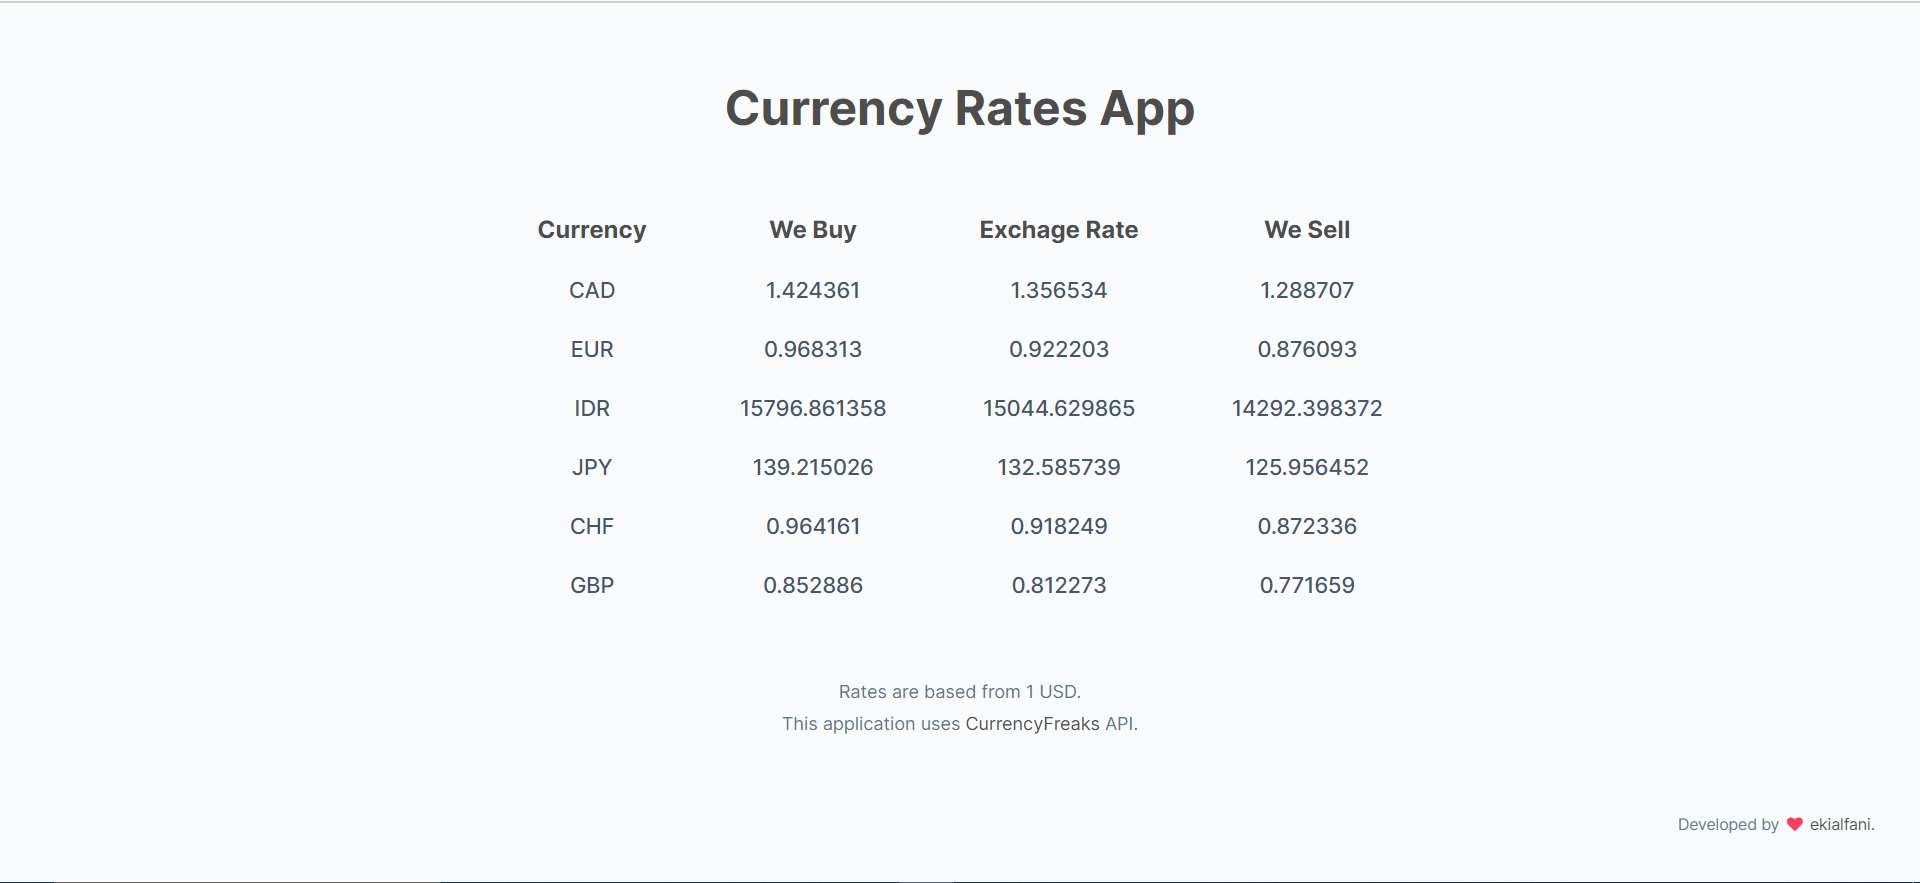 Currency Rates App
Currency We Buy Exchage Rate We Sell
CAD 1.424361 1.356534 1.288707
EUR 0.968313 0.922203 0.876093
IDR 15796.861358 15044.629865 14292.398372
JPY 139.215026 132.585739 125.956452
CHF 0.964161 0.918249 0.872336
GBP 0.852886 0.812273 0.771659
Rates are based from 1 USD.
This application uses CurrencyFreaks API.
Developed by ❤ ekialfani.